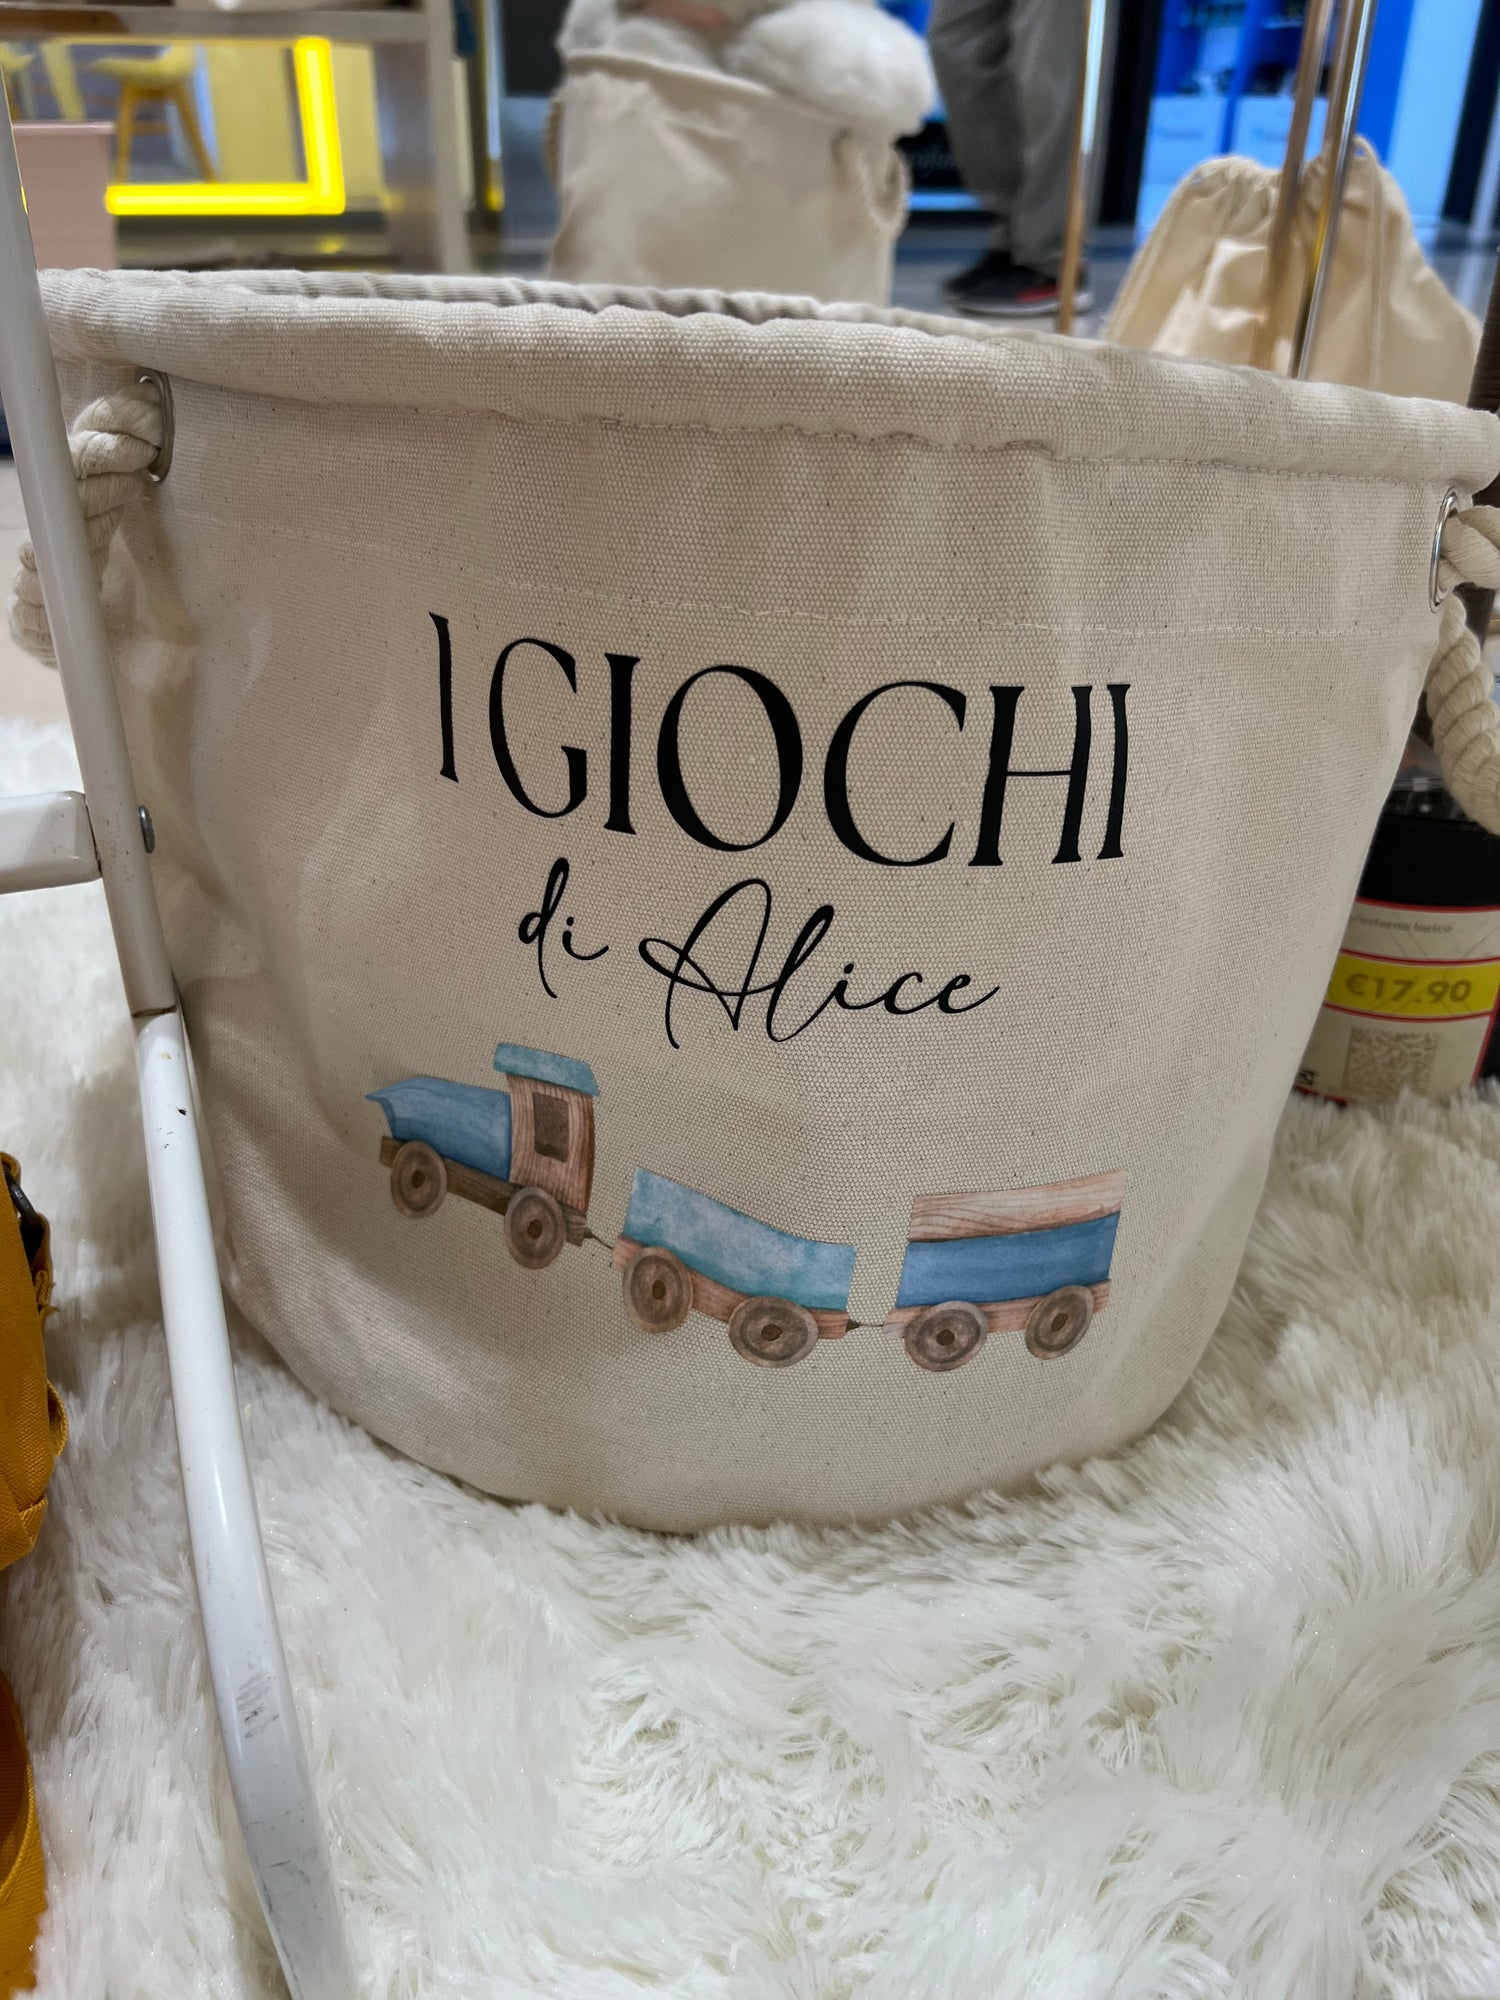 I GIOCHI
di Alice
€17.90